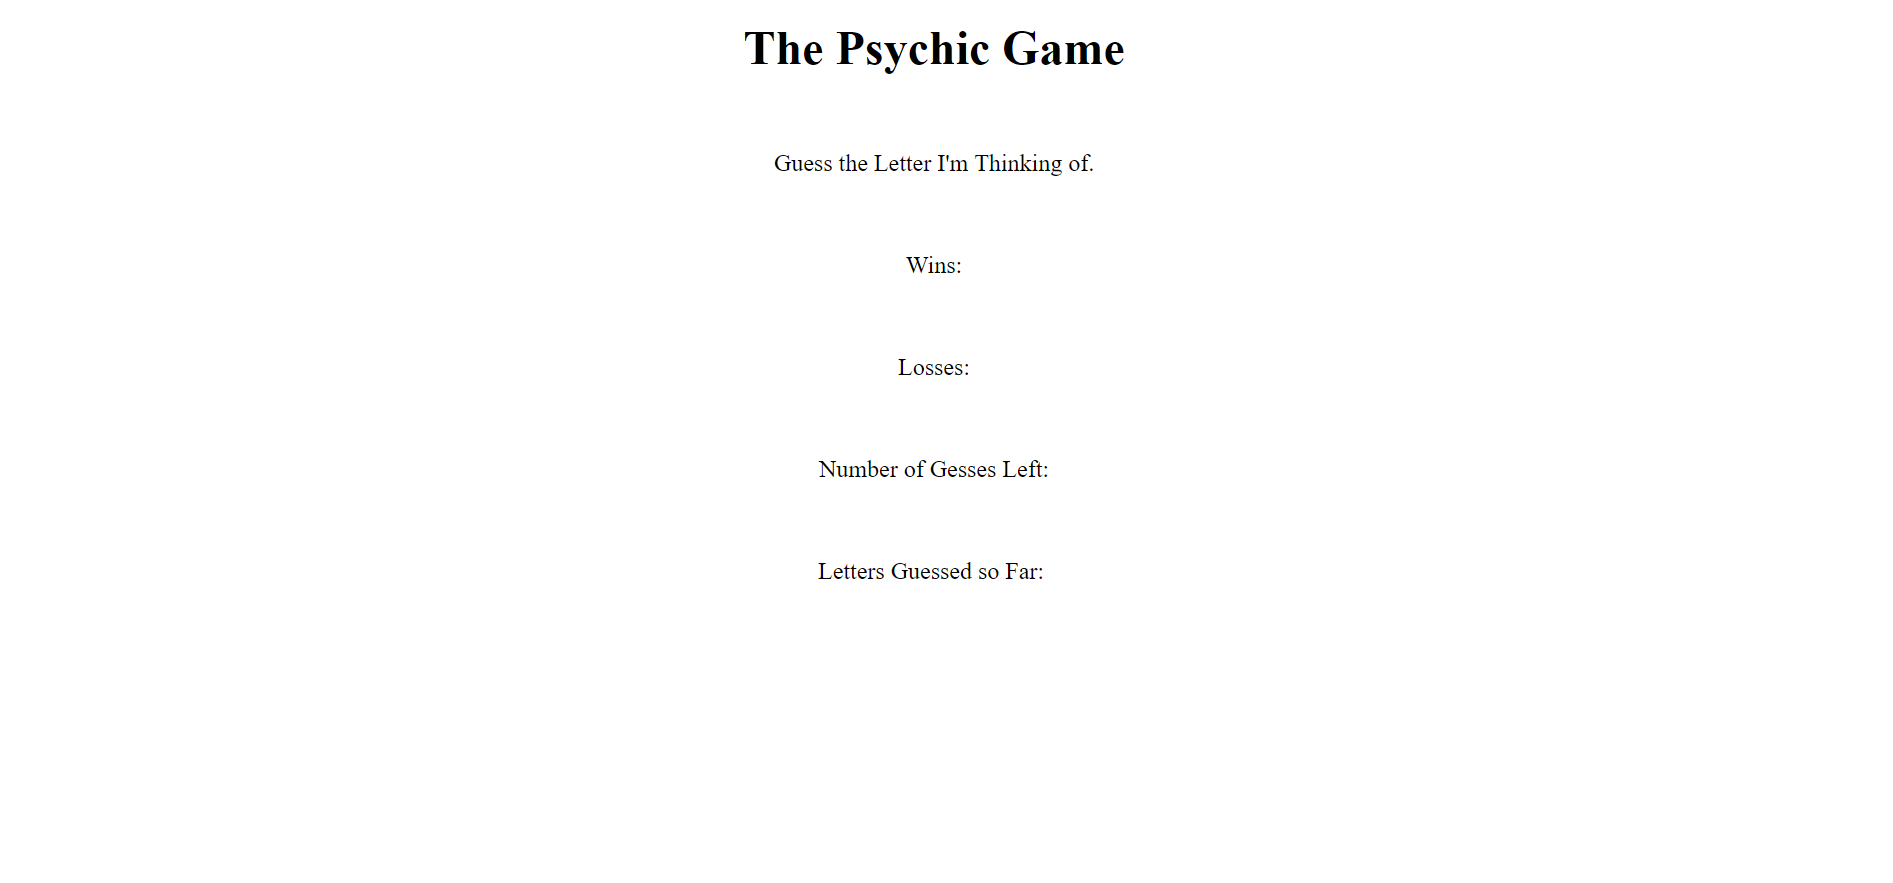 The Psychic Game
Guess the Letter I'm Thinking of.
Wins:
Losses:
Number of Gesses Left:
Letters Guessed so Far: